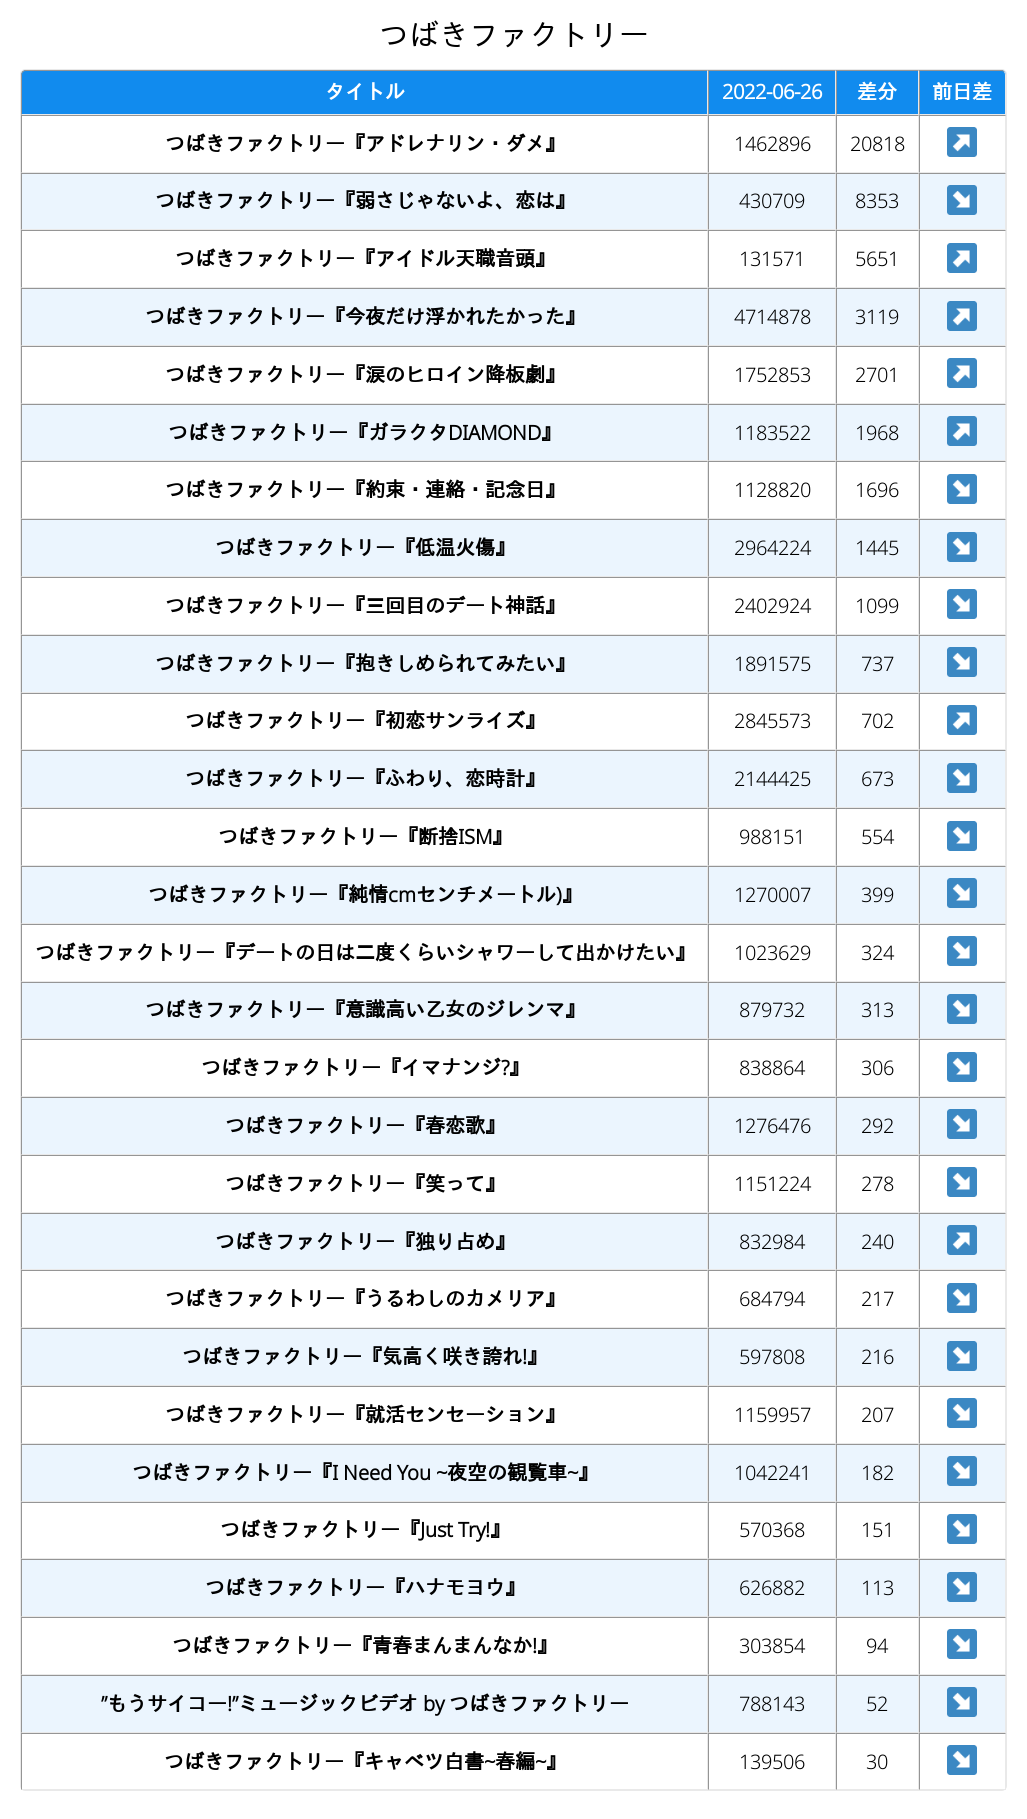 つばきファクトリー
タイトル 2022-06-26 差分 前日差
つばきファクトリー『アドレナリン・ダメ』 1462896 20818 ↗
つばきファクトリー『弱さじゃないよ、恋は』 430709 8353 ↘
つばきファクトリー『アイドル天職音頭』 131571 5651 ↗
つばきファクトリー『今夜だけ浮かれたかった』 4714878 3119 ↗
つばきファクトリー『涙のヒロイン降板劇』 1752853 2701 ↗
つばきファクトリー『ガラクタDIAMOND』 1183522 1968 ↗
つばきファクトリー『約束・連絡・記念日』 1128820 1696 ↘
つばきファクトリー『低温火傷』 2964224 1445 ↘
つばきファクトリー『三回目のデート神話』 2402924 1099 ↘
つばきファクトリー『抱きしめられてみたい』 1891575 737 ↘
つばきファクトリー『初恋サンライズ』 2845573 702 ↗
つばきファクトリー『ふわり、恋時計』 2144425 673 ↘
つばきファクトリー『断捨ISM』 988151 554 ↘
つばきファクトリー『純情cmセンチメートル)』 1270007 399 ↘
つばきファクトリー『デートの日は二度くらいシャワーして出かけたい』 1023629 324 ↘
つばきファクトリー『意識高い乙女のジレンマ』 879732 313 ↘
つばきファクトリー『イマナンジ?』 838864 306 ↘
つばきファクトリー『春恋歌』 1276476 292 ↘
つばきファクトリー『笑って』 1151224 278 ↘
つばきファクトリー『独り占め』 832984 240 ↗
つばきファクトリー『うるわしのカメリア』 684794 217 ↘
つばきファクトリー『気高く咲き誇れ!』 597808 216 ↘
つばきファクトリー『就活センセーション』 1159957 207 ↘
つばきファクトリー『I Need You ~夜空の観覧車~』 1042241 182 ↘
つばきファクトリー『Just Try!』 570368 151 ↘
つばきファクトリー『ハナモヨウ』 626882 113 ↘
つばきファクトリー『青春まんまんなか!』 303854 94 ↘
”もうサイコー!”ミュージックビデオ by つばきファクトリー 788143 52 ↘
つばきファクトリー『キャベツ白書~春編~』 139506 30 ↘